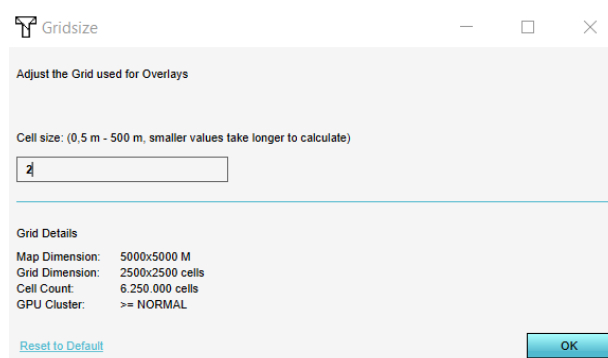 Gridsize
Adjust the Grid used for Overlays
Cell size: (0,5 m - 500 m, smaller values take longer to calculate)
2
Grid Details
Map Dimension: 5000x5000 M
Grid Dimension: 2500x2500 cells
Cell Count: 6.250.000 cells
GPU Cluster: >= NORMAL
Reset to Default OK